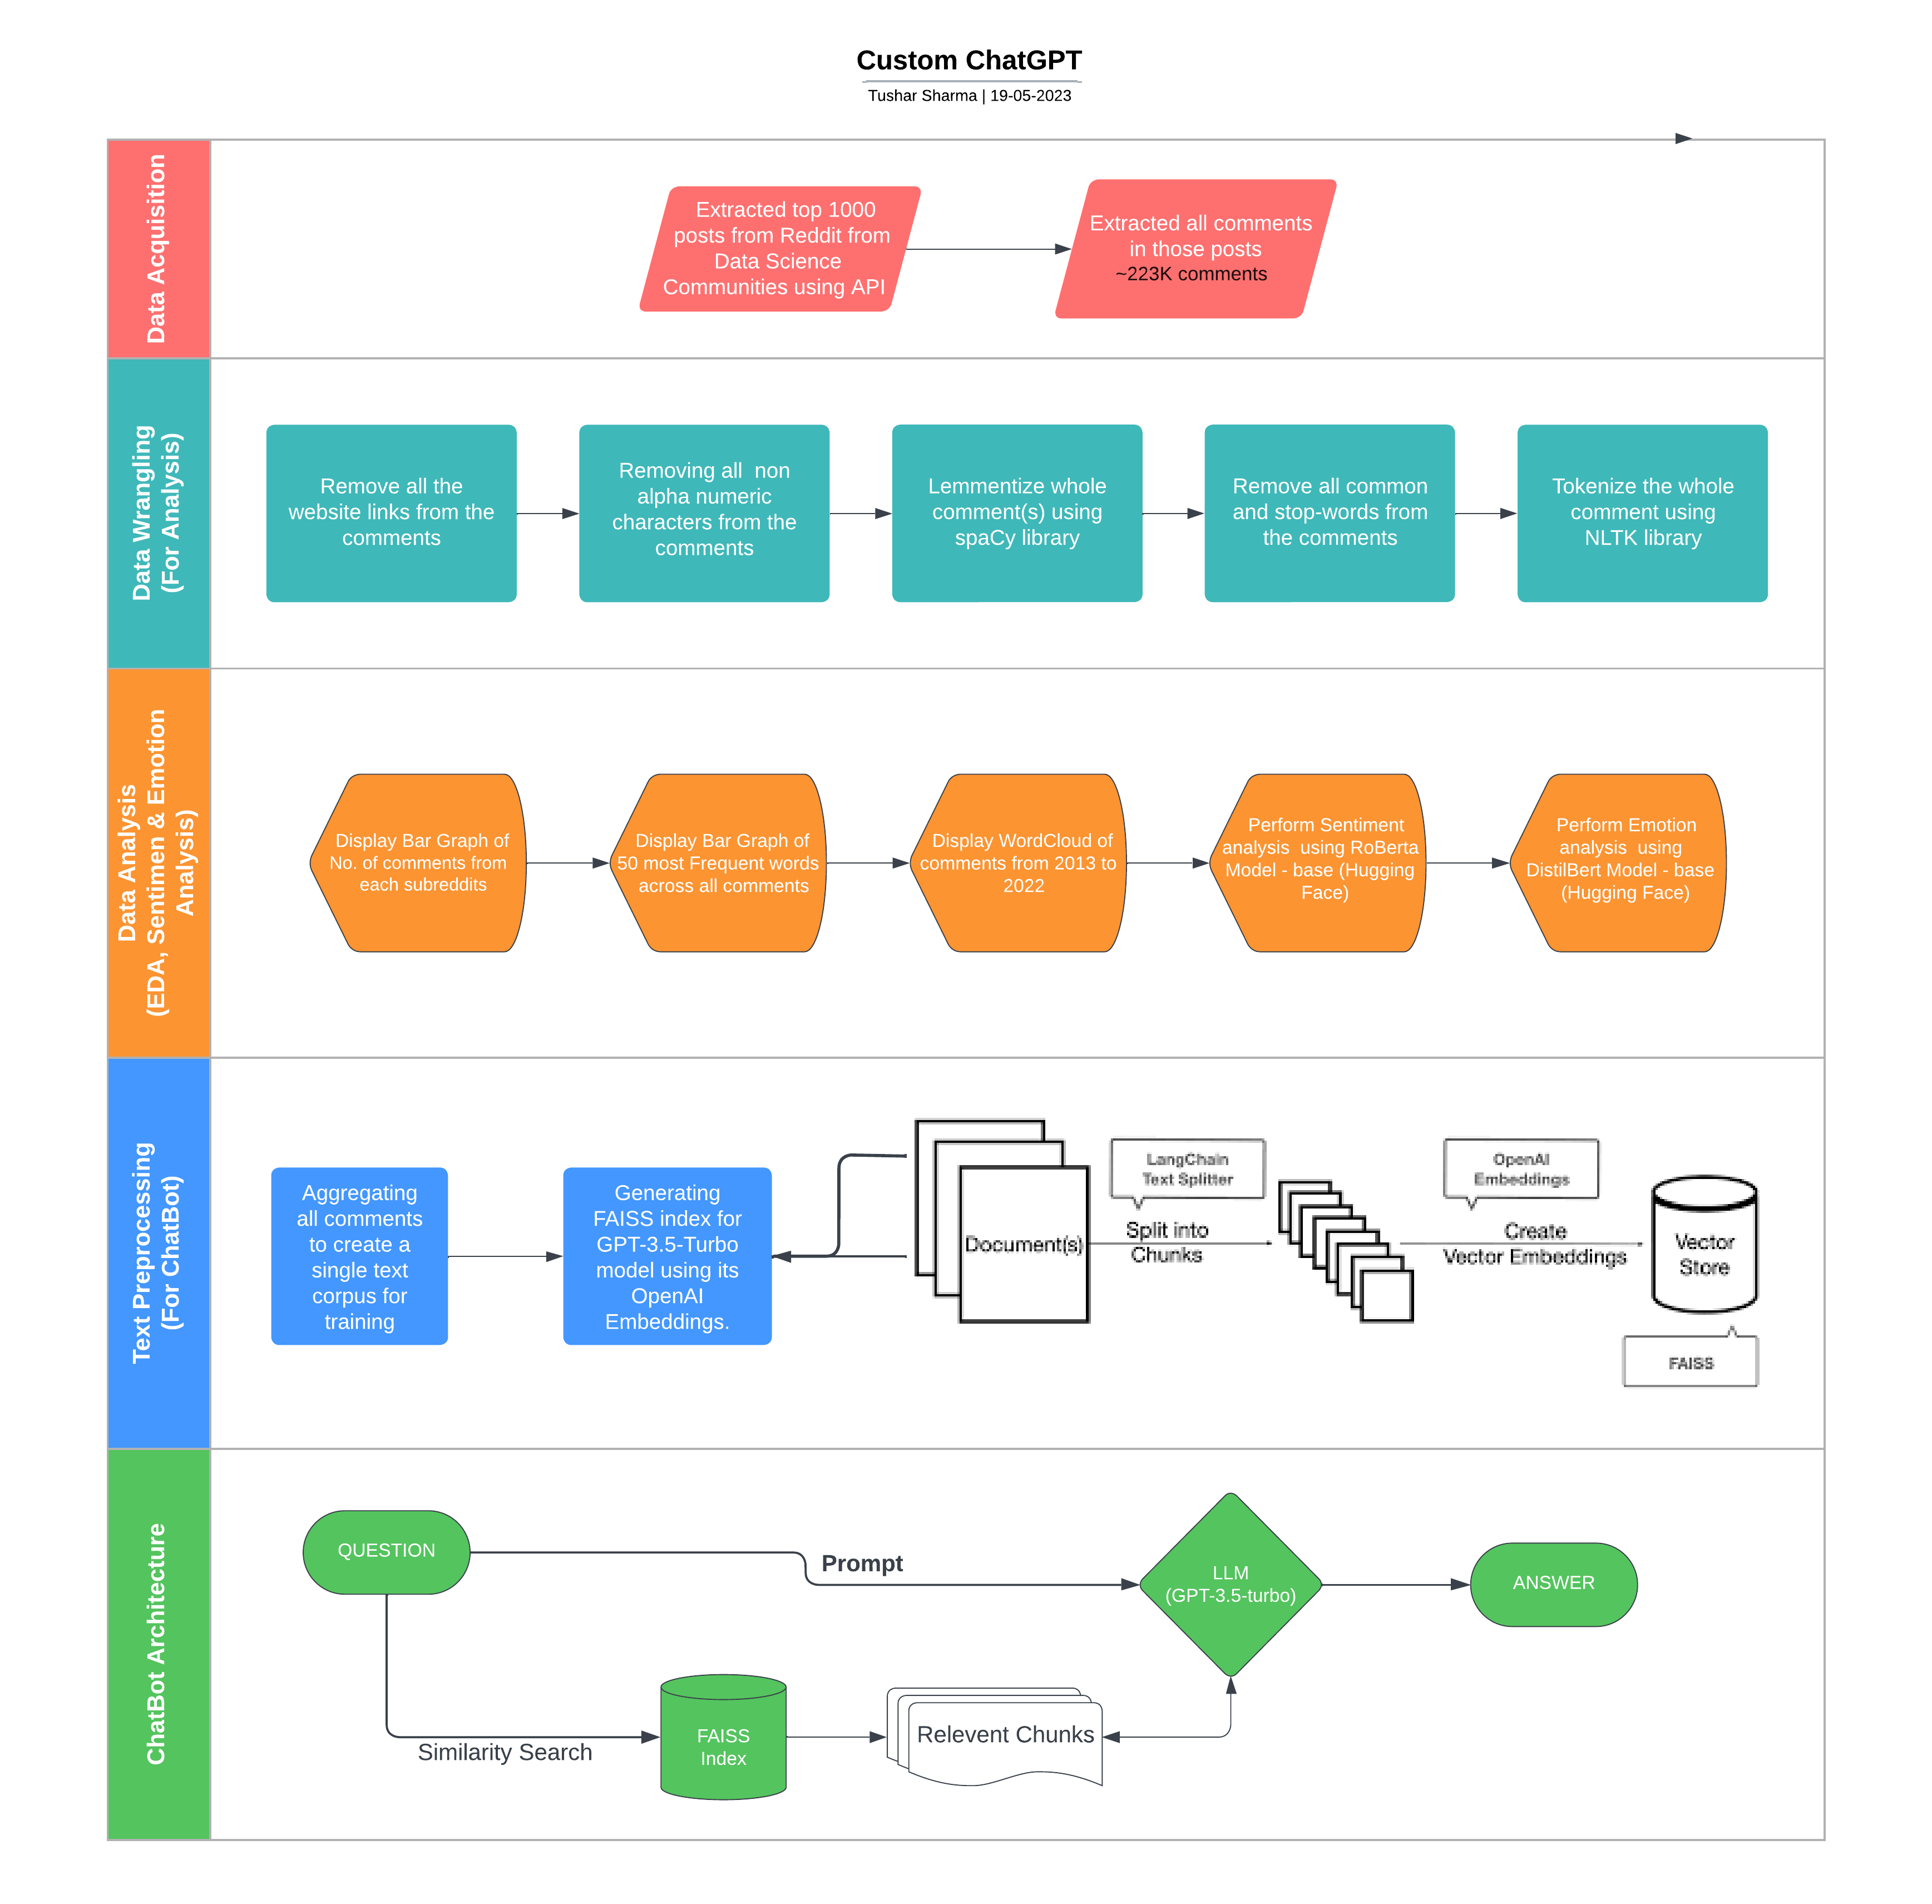 Custom ChatGPT
Tushar Sharma | 19-05-2023
Data Acquisition
Extracted top 1000
posts from Reddit from
Data Science
Communities using API
Extracted all comments
in those posts
~223K comments
Data Wrangling
(For Analysis)
Remove all the
website links from the
comments
Removing all  non
alpha numeric
characters from the
comments
Lemmentize whole
comment(s) using
spaCy library
Remove all common
and stop-words from
the comments
Tokenize the whole
comment using
NLTK library
Data Analysis
(EDA, Sentimen & Emotion
Analysis)
Display Bar Graph of
No. of comments from
each subreddits
Display Bar Graph of
50 most Frequent words
across all comments
Display WordCloud of
comments from 2013 to
2022
Perform Sentiment
analysis  using RoBerta
Model - base (Hugging
Face)
Perform Emotion
analysis  using
DistilBert Model - base
(Hugging Face)
Text Preprocessing
(For ChatBot)
Aggregating
all comments
to create a
single text
corpus for
training
Generating
FAISS index for
GPT-3.5-Turbo
model using its
OpenAI
Embeddings.
Document(s)
LangChain
Text Splitter
Split into
Chunks
OpenAI
Embeddings
Create
Vector Embeddings
Vector
Store
FAISS
ChatBot Architecture
QUESTION
Prompt
LLM
(GPT-3.5-turbo)
ANSWER
Similarity Search
FAISS
Index
Relevent Chunks